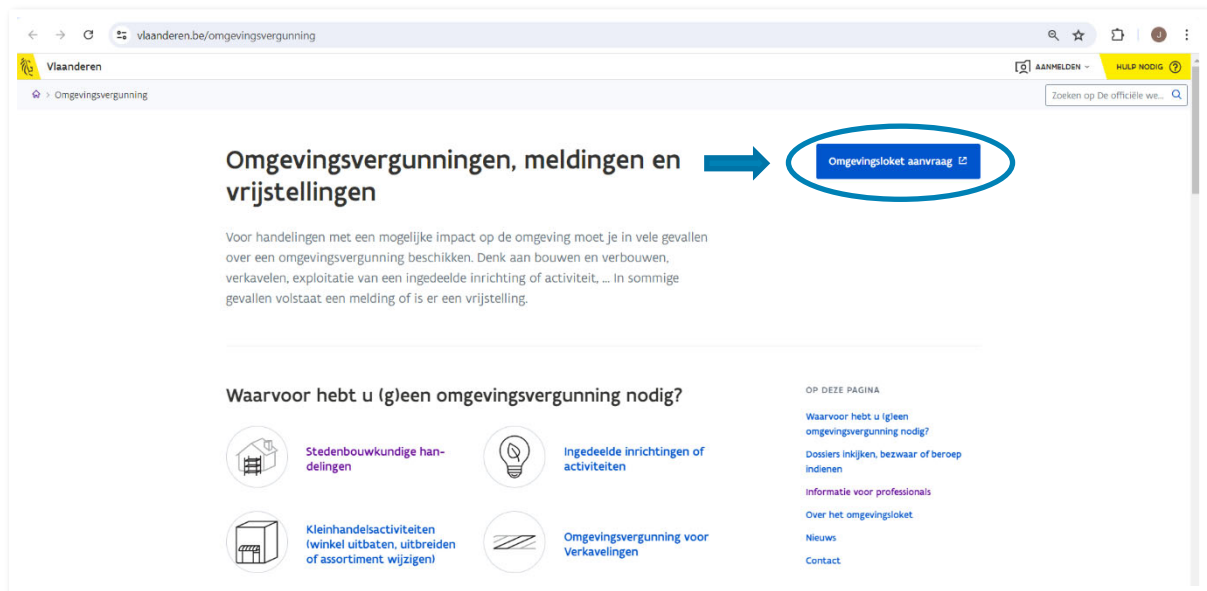 vlaanderen.be/omgevingsvergunning
J
Vlaanderen
AANMELDEN
HULP NODIG ?
> Omgevingsvergunning
Zoeken op De officiële we...
Omgevingsvergunningen, meldingen en
vrijstellingen
Omgevingsloket aanvraag
Voor handelingen met een mogelijke impact op de omgeving moet je in vele gevallen
over een omgevingsvergunning beschikken. Denk aan bouwen en verbouwen,
verkavelen, exploitatie van een ingedeelde inrichting of activiteit, ... In sommige
gevallen volstaat een melding of is er een vrijstelling.
Waarvoor hebt u (g)een omgevingsvergunning nodig?
Stedenbouwkundige han-
delingen
Ingedeelde inrichtingen of
activiteiten
Kleinhandelsactiviteiten
(winkel uitbaten, uitbreiden
of assortiment wijzigen)
Omgevingsvergunning voor
Verkavelingen
OP DEZE PAGINA
Waarvoor hebt u (g)een
omgevingsvergunning nodig?
Dossiers inkijken, bezwaar of beroep
indienen
Informatie voor professionals
Over het omgevingsloket
Nieuws
Contact